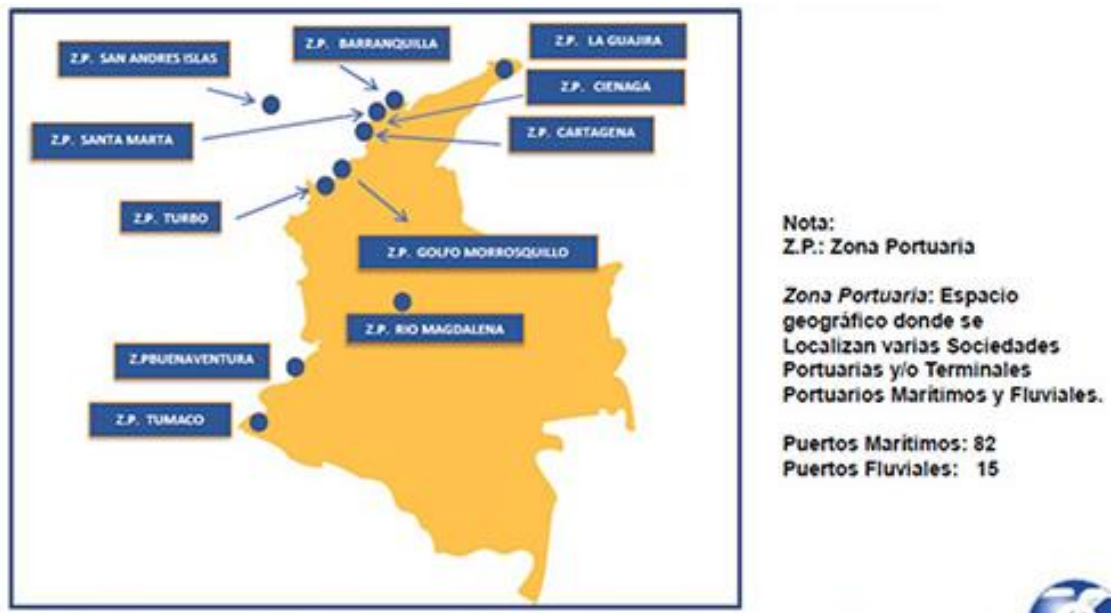 Z.P. BARRANQUILLA
Z.P. LA GUAJIRA
Z.P. SAN ANDRES ISLAS
Z.P. CIENAGA
Z.P. SANTA MARTA
Z.P. CARTAGENA
Z.P. TURBO
Z.P. GOLFO MORROSQUILLO
Z.P. RIO MAGDALENA
Z.PBUENAVENTURA
Z.P. TUMACO
Nota:
Z.P.: Zona Portuaria
Zona Portuaria: Espacio
geográfico donde se
Localizan varias Sociedades
Portuarias y/o Terminales
Portuarios Marítimos y Fluviales.
Puertos Marítimos: 82
Puertos Fluviales: 15